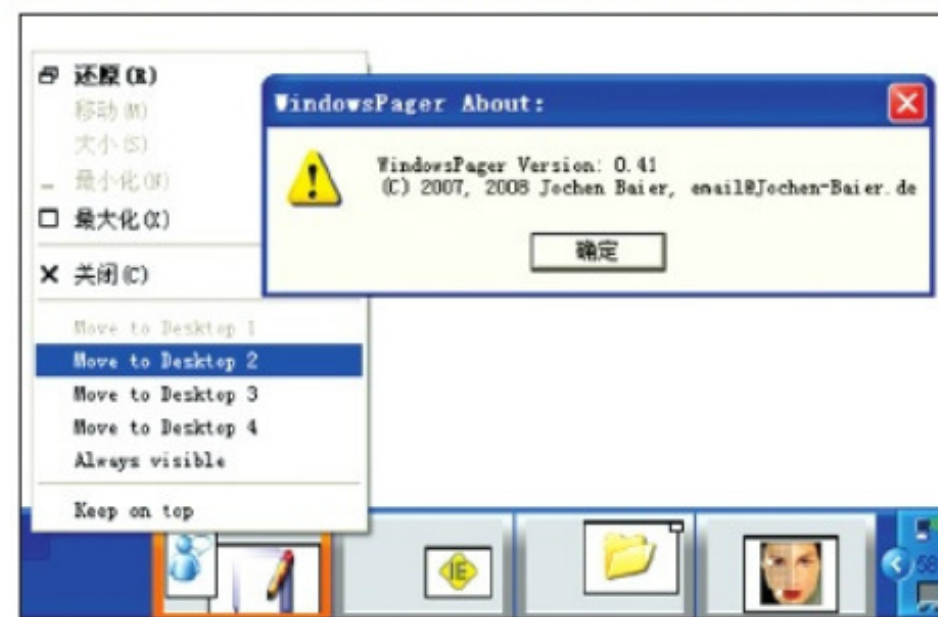 还原(R)
移动(M)
大小(S)
最小化(N)
最大化(X)
关闭(C)
Move to Desktop 1
Move to Desktop 2
Move to Desktop 3
Move to Desktop 4
Always visible
Keep on top
WindowsPager About:
WindowsPager Version: 0.41
(C) 2007, 2008 Jochen Baier, email@Jochen-Baier.de
确定
IE